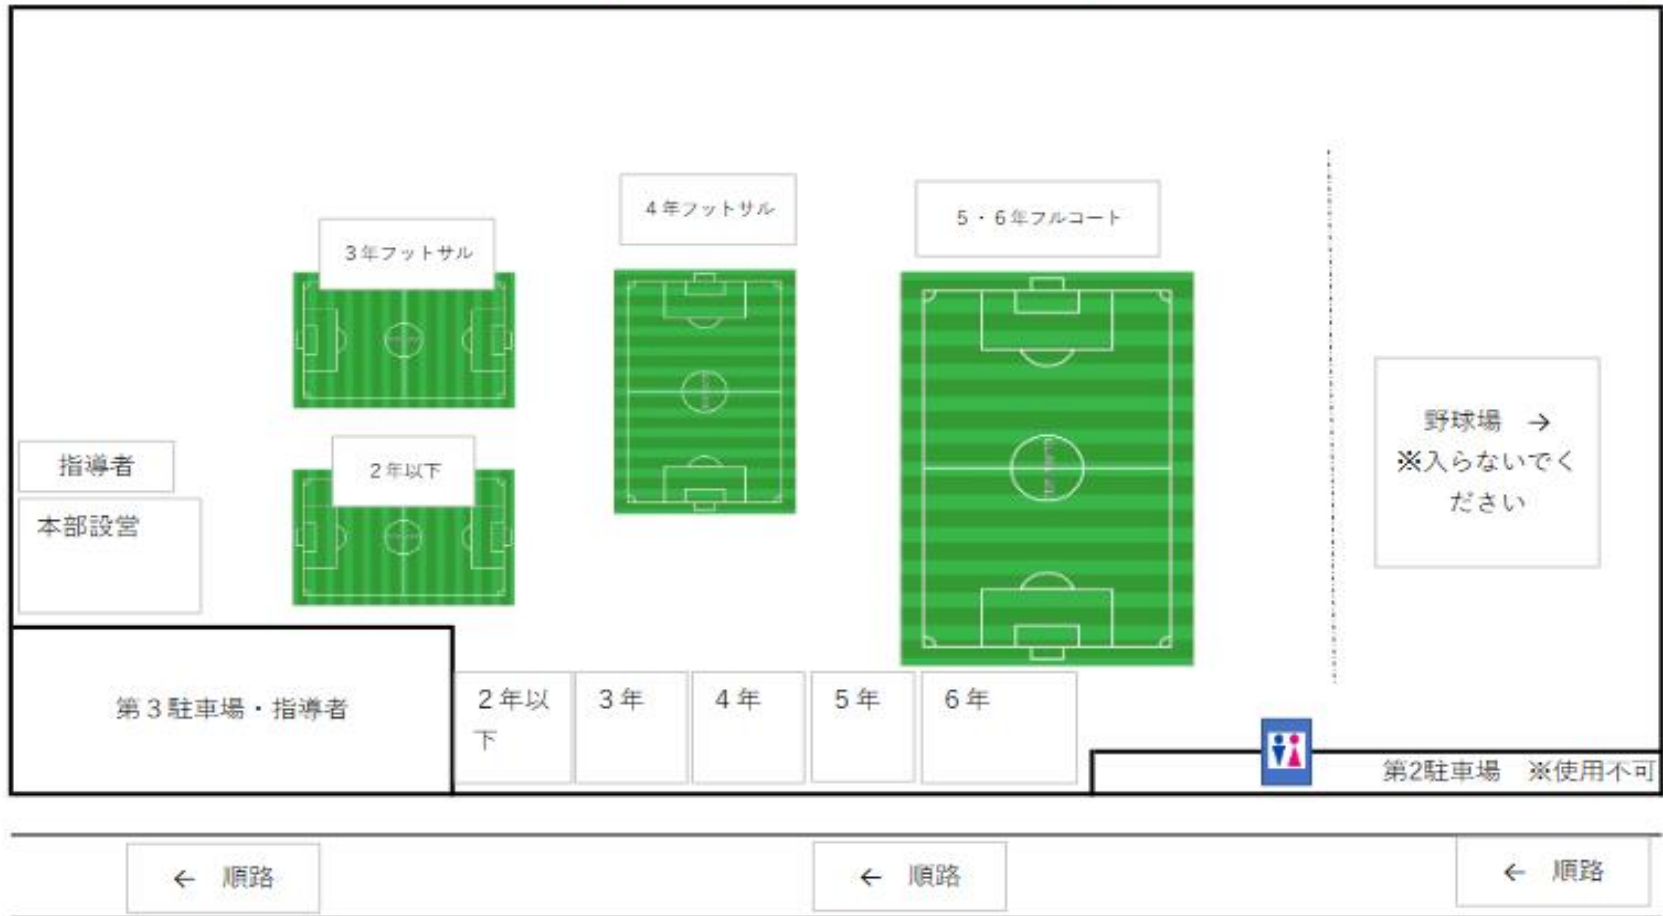 4年フットサル
5・6年フルコート
3年フットサル
野球場 →
※入らないでく
ださい
指導者
2年以下
本部設営
第3駐車場・指導者
2年以
下
3年
4年
5年
6年
第2駐車場 ※使用不可
← 順路
← 順路
← 順路